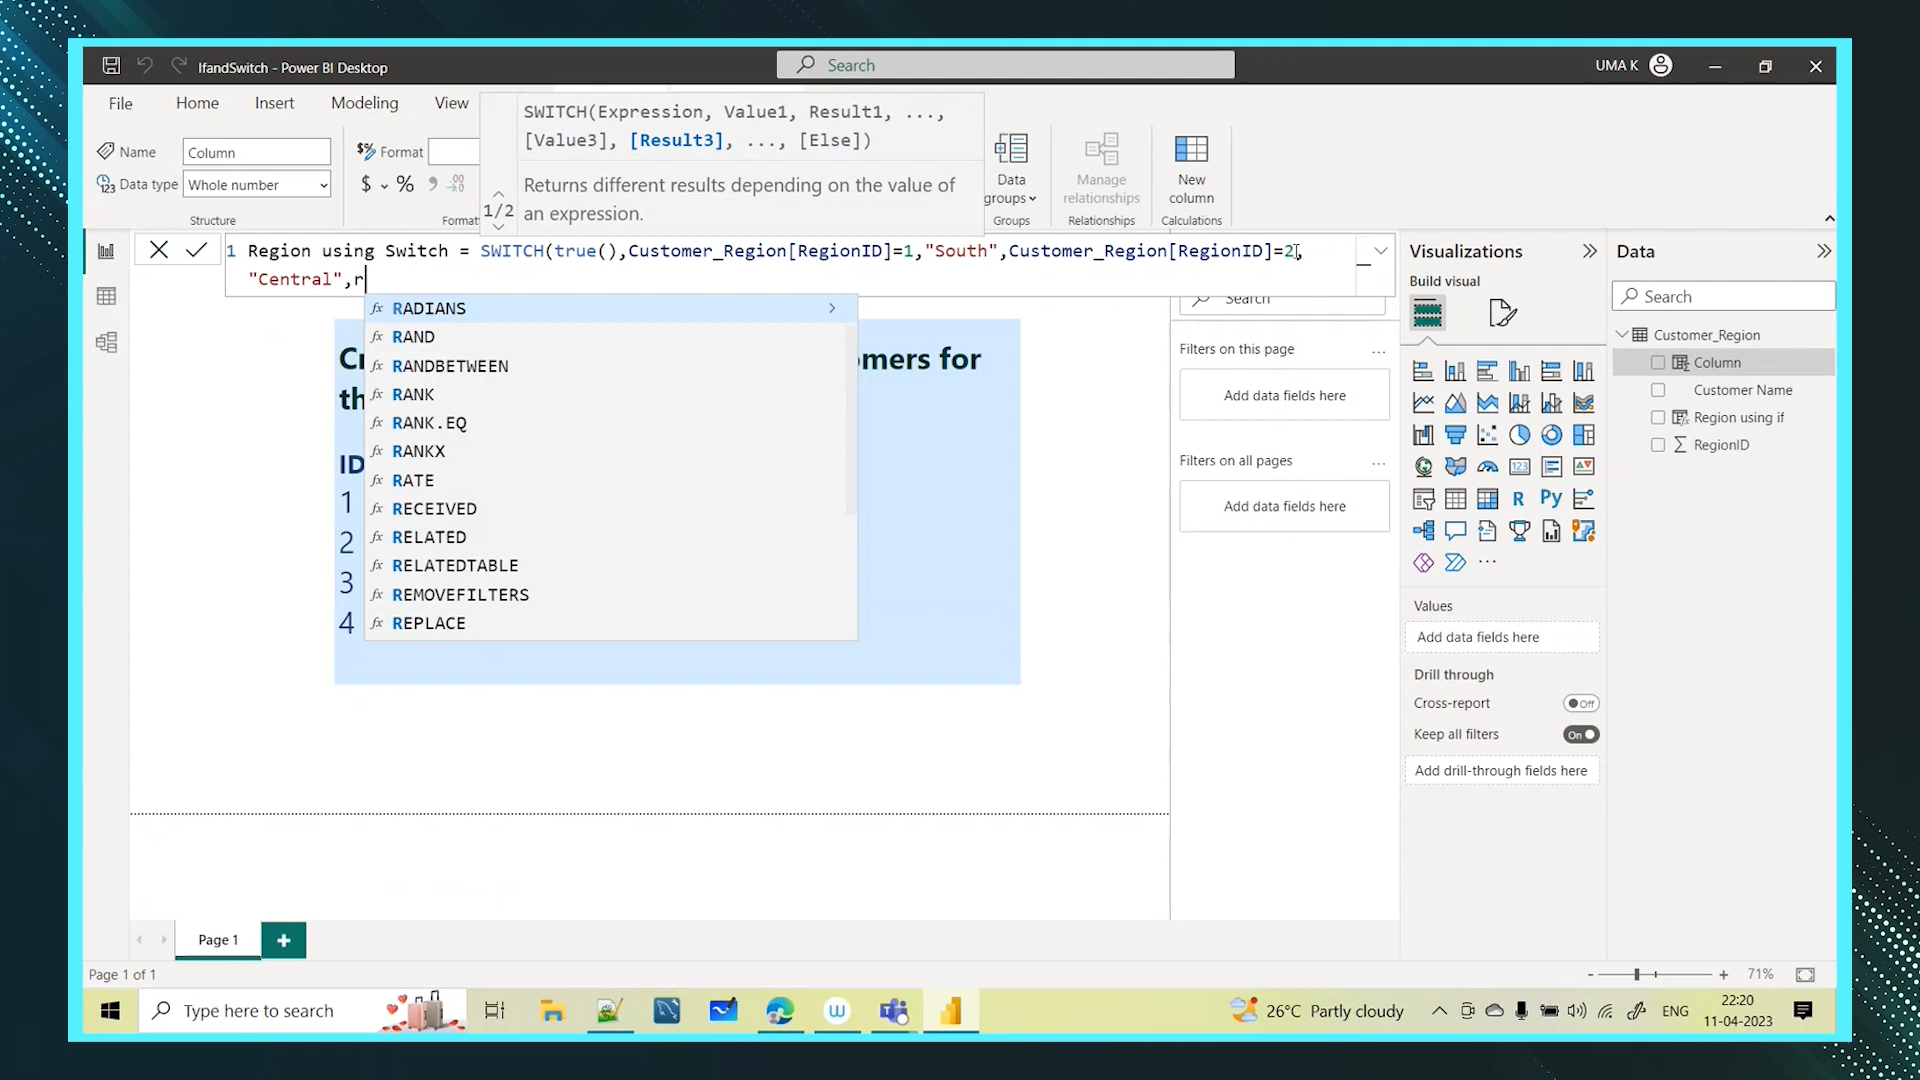 IfandSwitch - Power BI Desktop
Search
UMA K
File
Home
Insert
Modeling
View
SWITCH(Expression, Value1, Result1, ...,
[Value3], [Result3], ..., [Else])
Returns different results depending on the value of
an expression.
1/2
Name
Column
Data type
Whole number
Structure
Format
$
%
Format
Data
groups
Groups
Manage
relationships
Relationships
New
column
Calculations
1 Region using Switch = SWITCH(true(),Customer_Region[RegionID]=1,"South",Customer_Region[RegionID]=2,
"Central",r
RADIANS
RAND
RANDBETWEEN
RANK
RANK.EQ
RANKX
RATE
RECEIVED
RELATED
RELATEDTABLE
REMOVEFILTERS
REPLACE
mers for
th
ID
1
2
3
4
Search
Filters on this page
...
Add data fields here
Filters on all pages
...
Add data fields here
Visualizations
Build visual
R
Py
123
...
Values
Add data fields here
Drill through
Cross-report
Off
Keep all filters
On
Add drill-through fields here
Data
Search
Customer_Region
Column
Customer Name
Region using if
RegionID
Page 1
Page 1 of 1
- + 71%
Type here to search
26°C Partly cloudy
ENG
22:20
11-04-2023